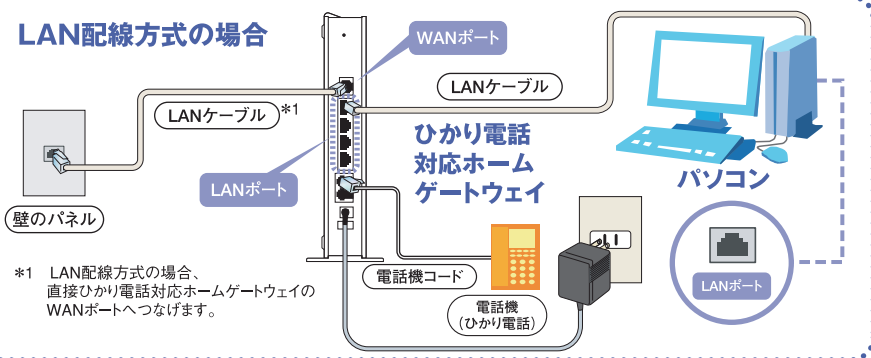 LAN配線方式の場合
WANポート
LANケーブル
LANケーブル *1
ひかり電話
対応ホーム
ゲートウェイ
パソコン
LANポート
壁のパネル
LANポート
*1 LAN配線方式の場合、
直接ひかり電話対応ホームゲートウェイの
WANポートへつなげます。
電話機コード
電話機
(ひかり電話)